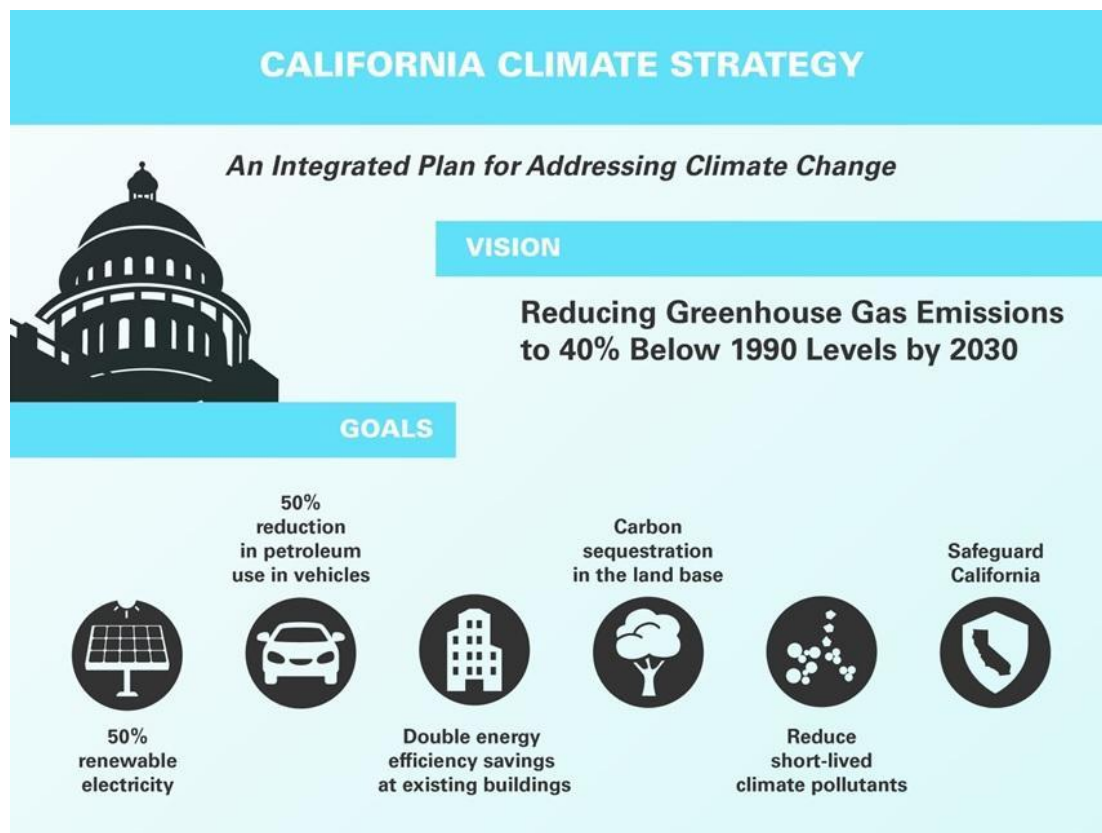 CALIFORNIA CLIMATE STRATEGY
An Integrated Plan for Addressing Climate Change
VISION
Reducing Greenhouse Gas Emissions
to 40% Below 1990 Levels by 2030
GOALS
50%
renewable
electricity
50%
reduction
in petroleum
use in vehicles
Double energy
efficiency savings
at existing buildings
Carbon
sequestration
in the land base
Reduce
short-lived
climate pollutants
Safeguard
California